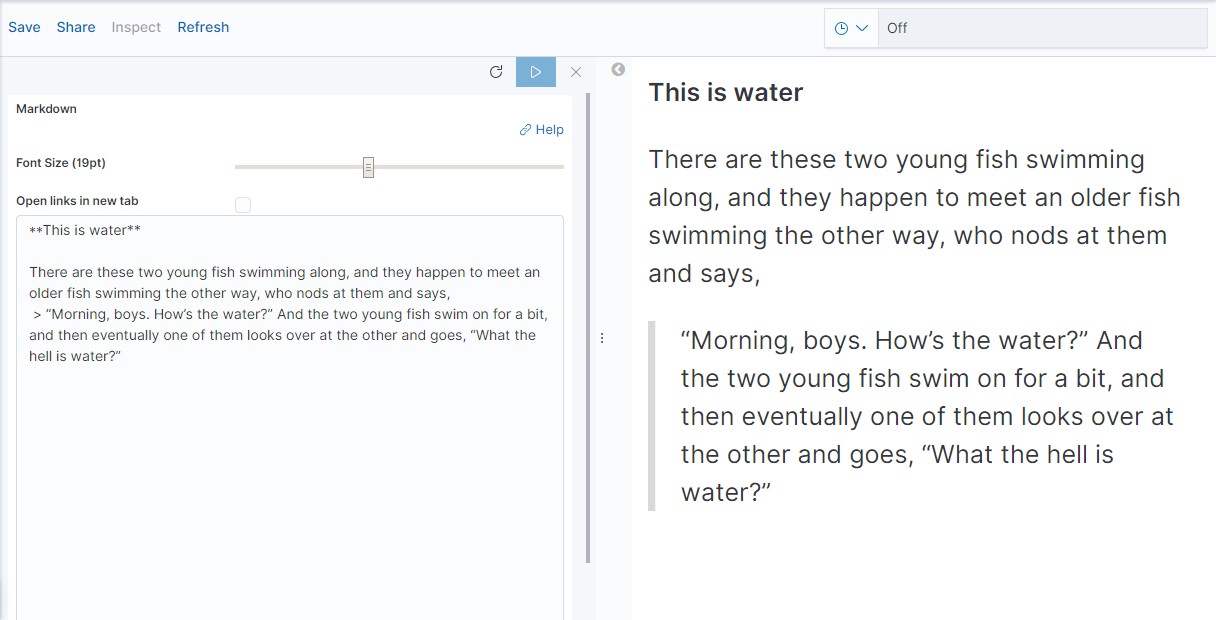 Save Share Inspect Refresh
Off
Markdown
Help
Font Size (19pt)
Open links in new tab
**This is water**
There are these two young fish swimming along, and they happen to meet an
older fish swimming the other way, who nods at them and says,
> “Morning, boys. How’s the water?” And the two young fish swim on for a bit,
and then eventually one of them looks over at the other and goes, “What the
hell is water?”
This is water
There are these two young fish swimming
along, and they happen to meet an older fish
swimming the other way, who nods at them
and says,
“Morning, boys. How’s the water?” And
the two young fish swim on for a bit, and
then eventually one of them looks over at
the other and goes, “What the hell is
water?”